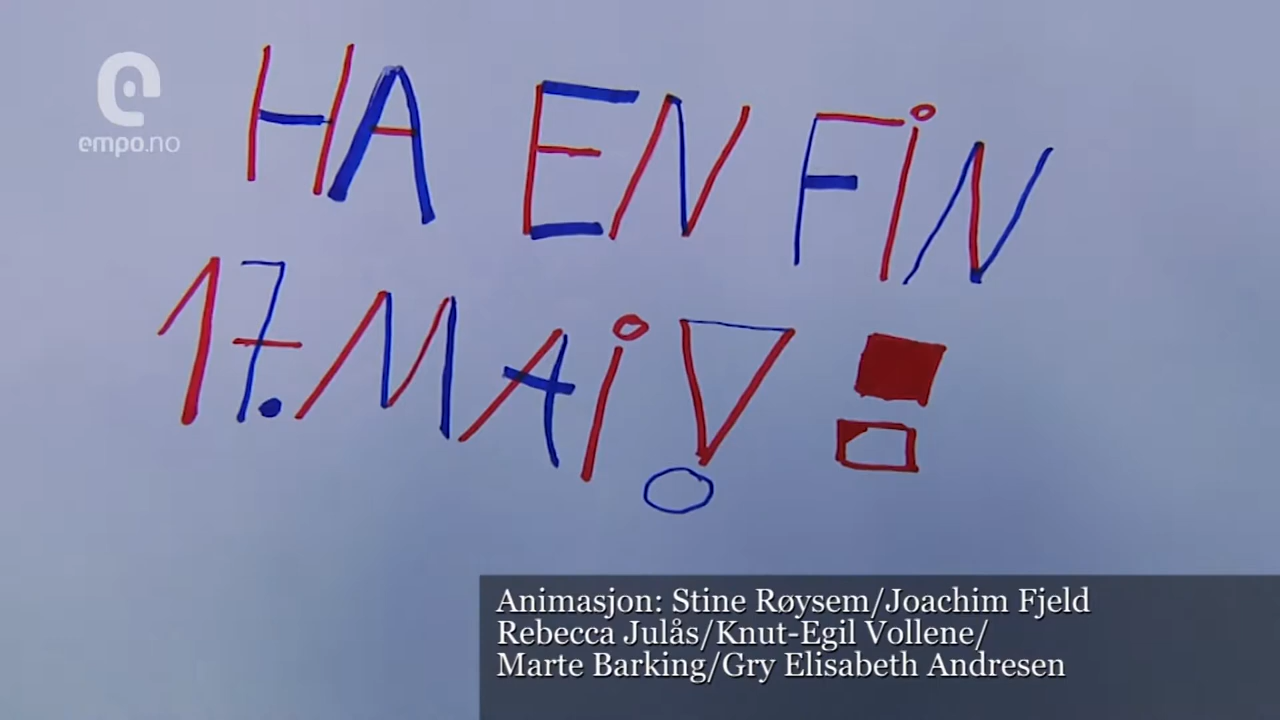 empo.no
HA EN FIN
17. MAI!
Animasjon: Stine Røysem/Joachim Fjeld
Rebecca Julås/Knut-Egil Vollene/
Marte Barking/Gry Elisabeth Andresen